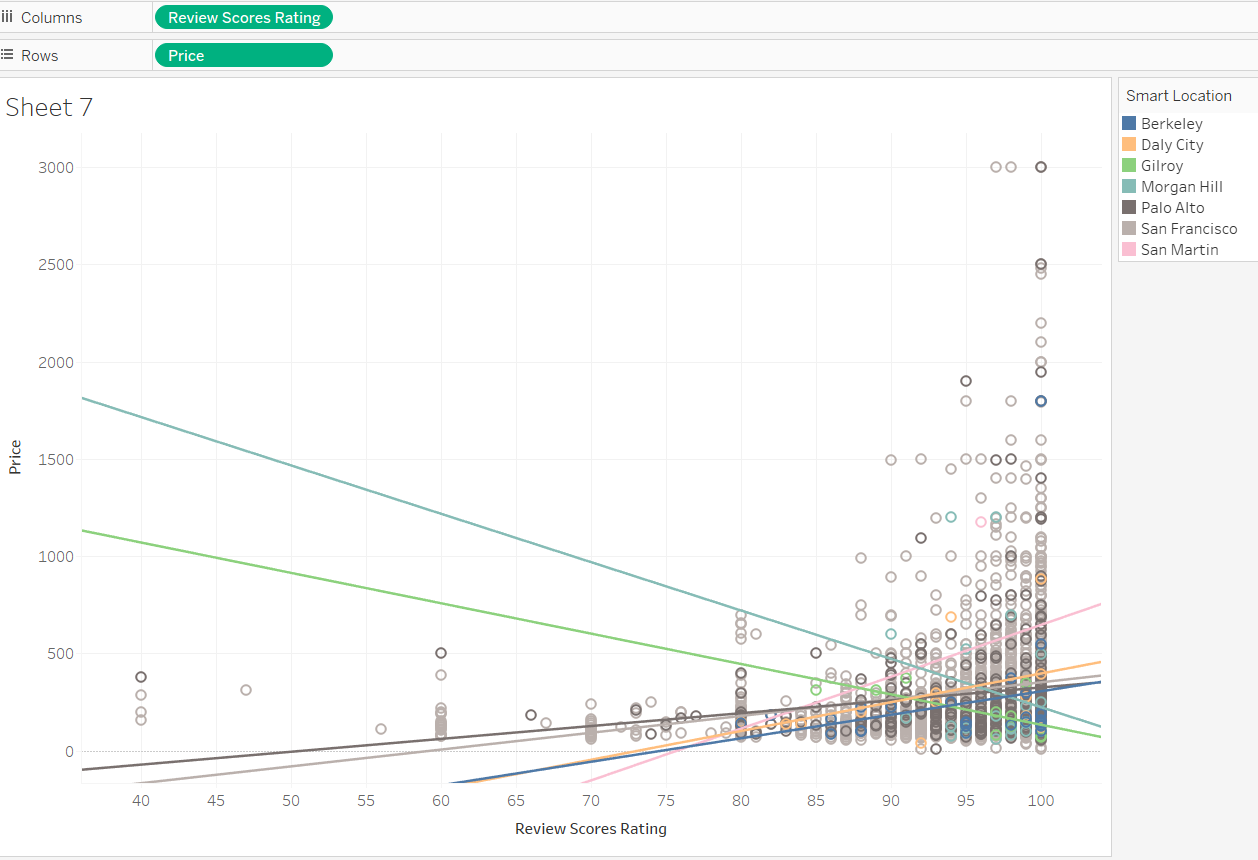 Columns
Review Scores Rating
Rows
Price
Sheet 7
Smart Location
Berkeley
Daly City
Gilroy
Morgan Hill
Palo Alto
San Francisco
San Martin
3000
2500
2000
1500
1000
500
0
Price
40 45 50 55 60 65 70 75 80 85 90 95 100
Review Scores Rating